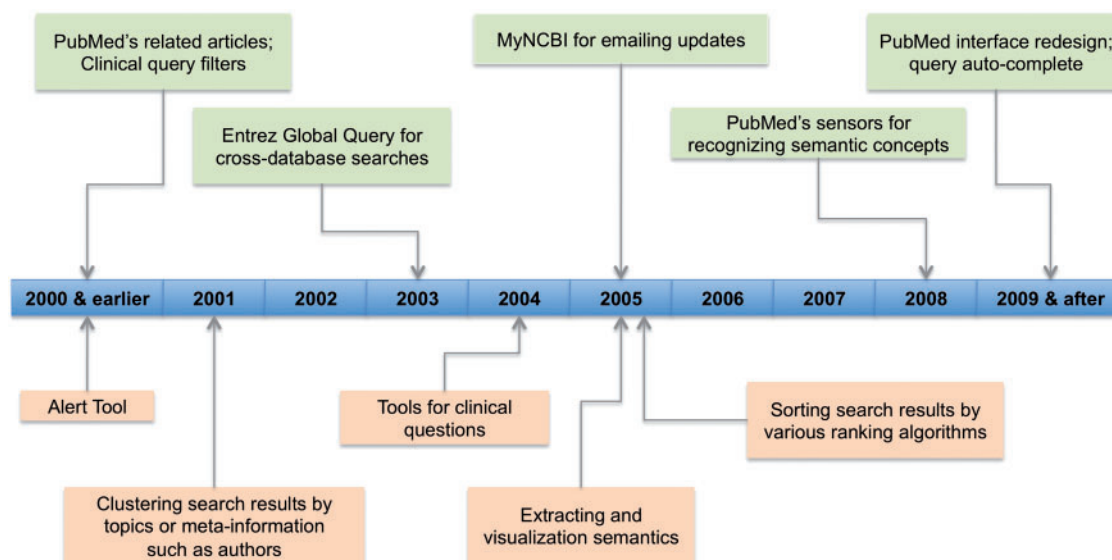 PubMed's related articles;
Clinical query filters
MyNCBI for emailing updates
PubMed interface redesign;
query auto-complete
Entrez Global Query for
cross-database searches
PubMed's sensors for
recognizing semantic concepts
2000 & earlier
2001
2002
2003
2004
2005
2006
2007
2008
2009 & after
Alert Tool
Tools for clinical
questions
Sorting search results by
various ranking algorithms
Clustering search results by
topics or meta-information
such as authors
Extracting and
visualization semantics